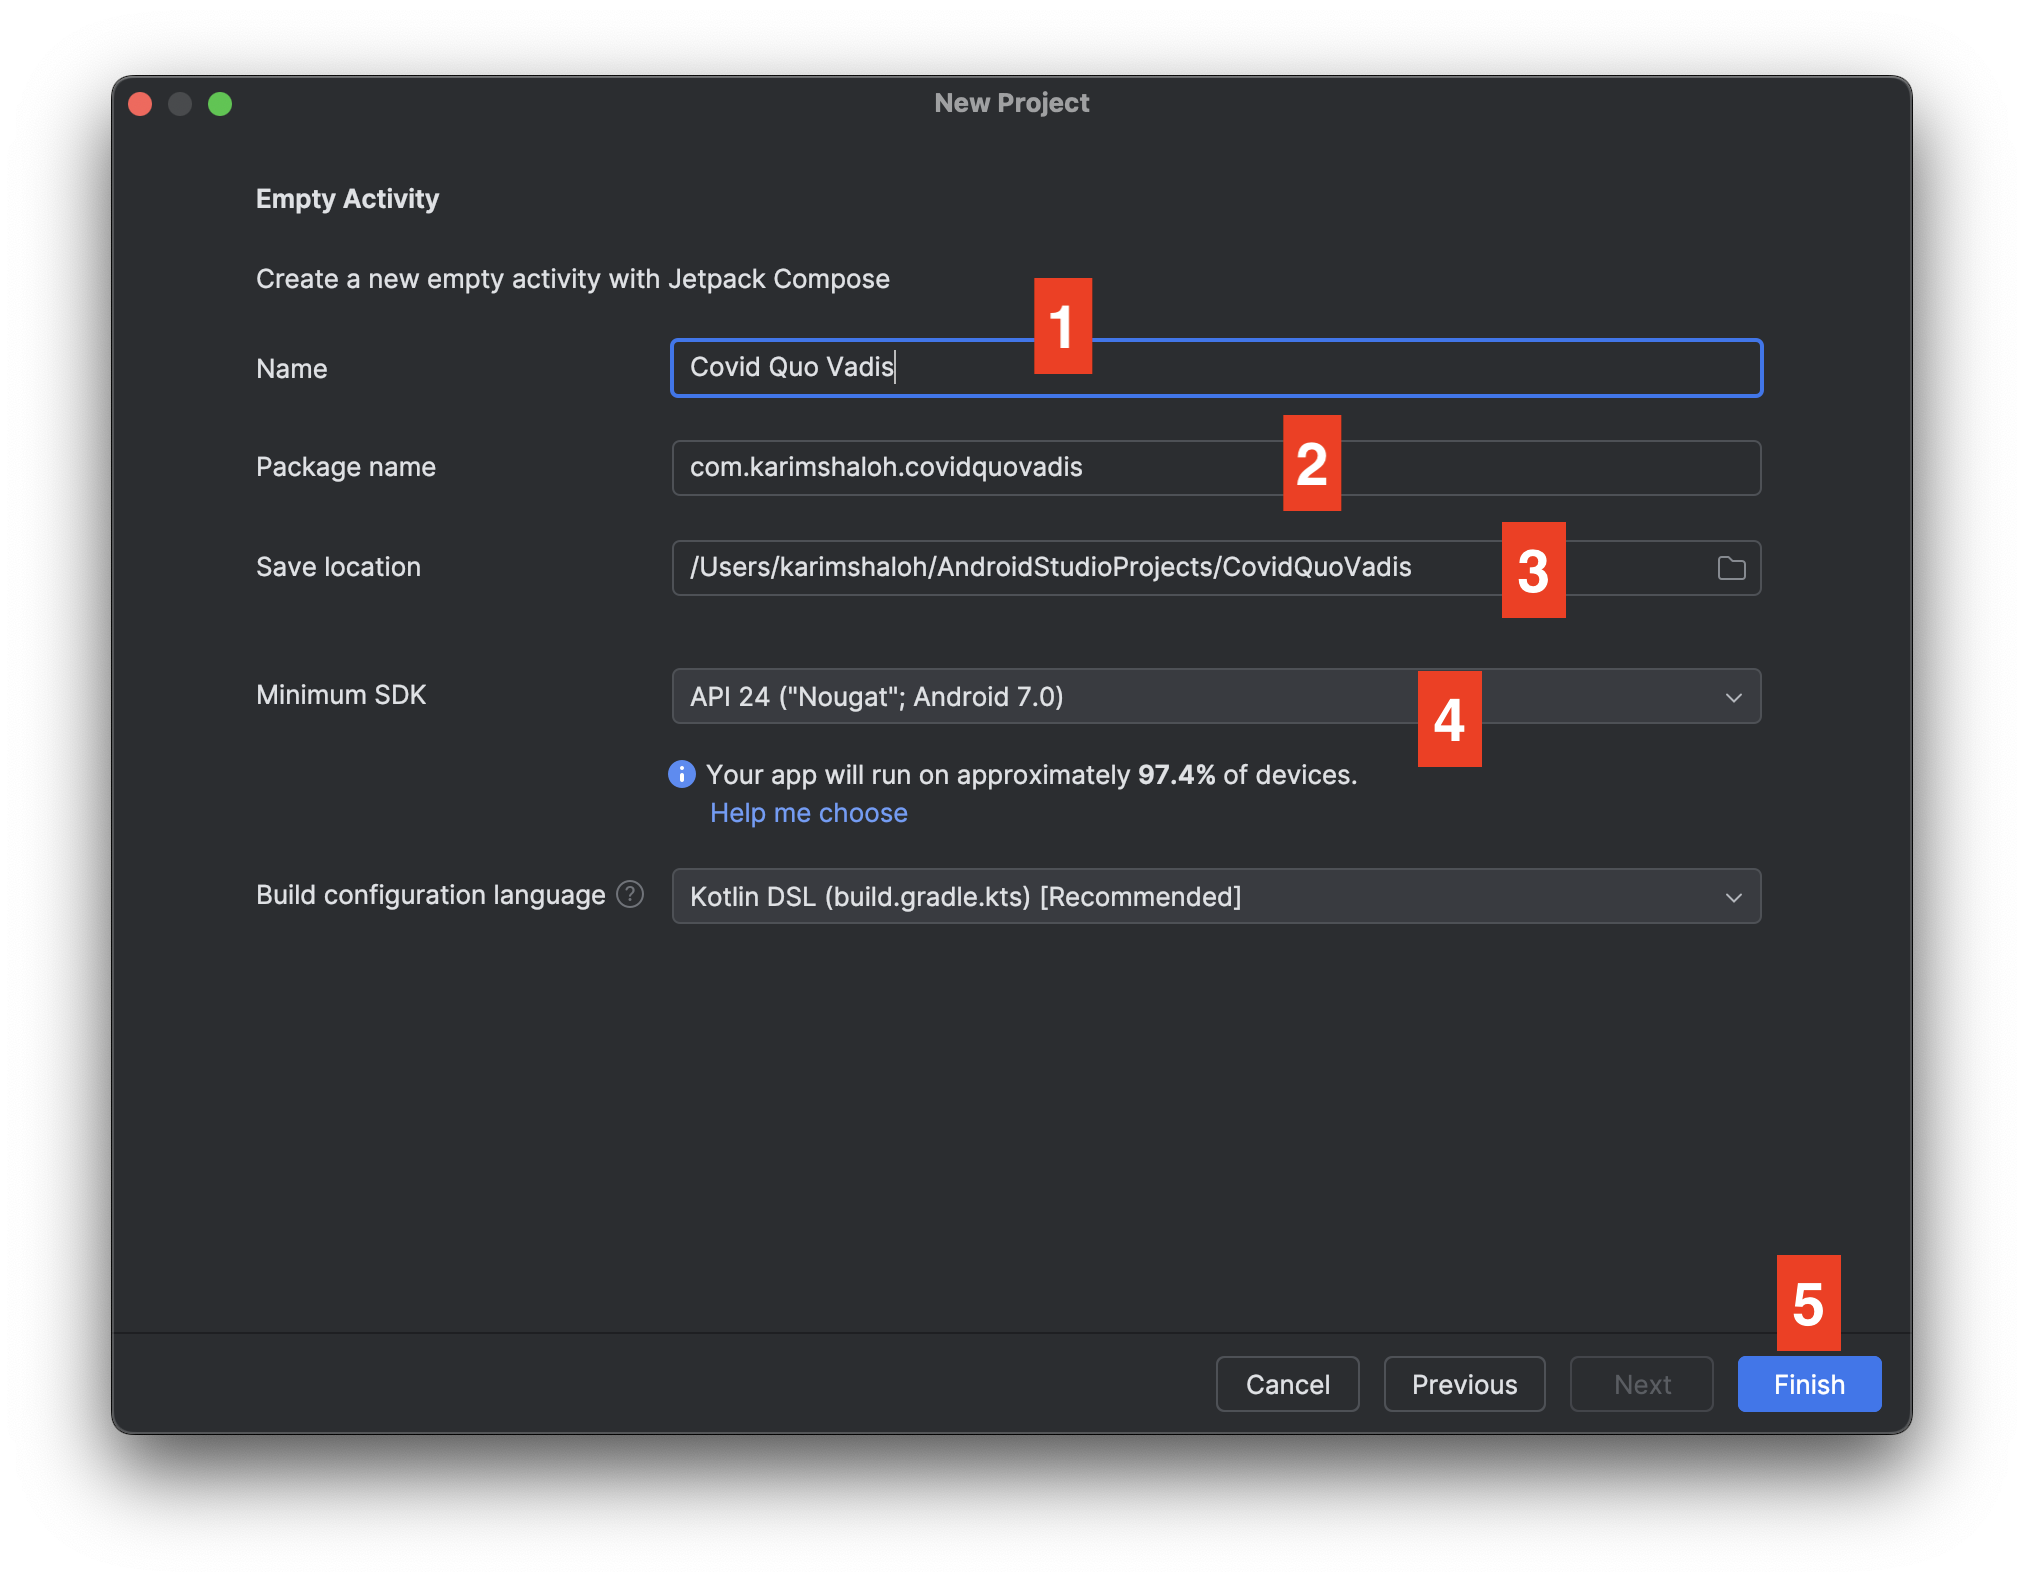 New Project
Empty Activity
Create a new empty activity with Jetpack Compose
1
Name
Covid Quo Vadis
2
Package name
com.karimshaloh.covidquovadis
3
Save location
/Users/karimshaloh/AndroidStudioProjects/CovidQuoVadis
4
Minimum SDK
API 24 ("Nougat"; Android 7.0)
Your app will run on approximately 97.4% of devices.
Help me choose
Build configuration language ?
Kotlin DSL (build.gradle.kts) [Recommended]
5
Cancel
Previous
Next
Finish